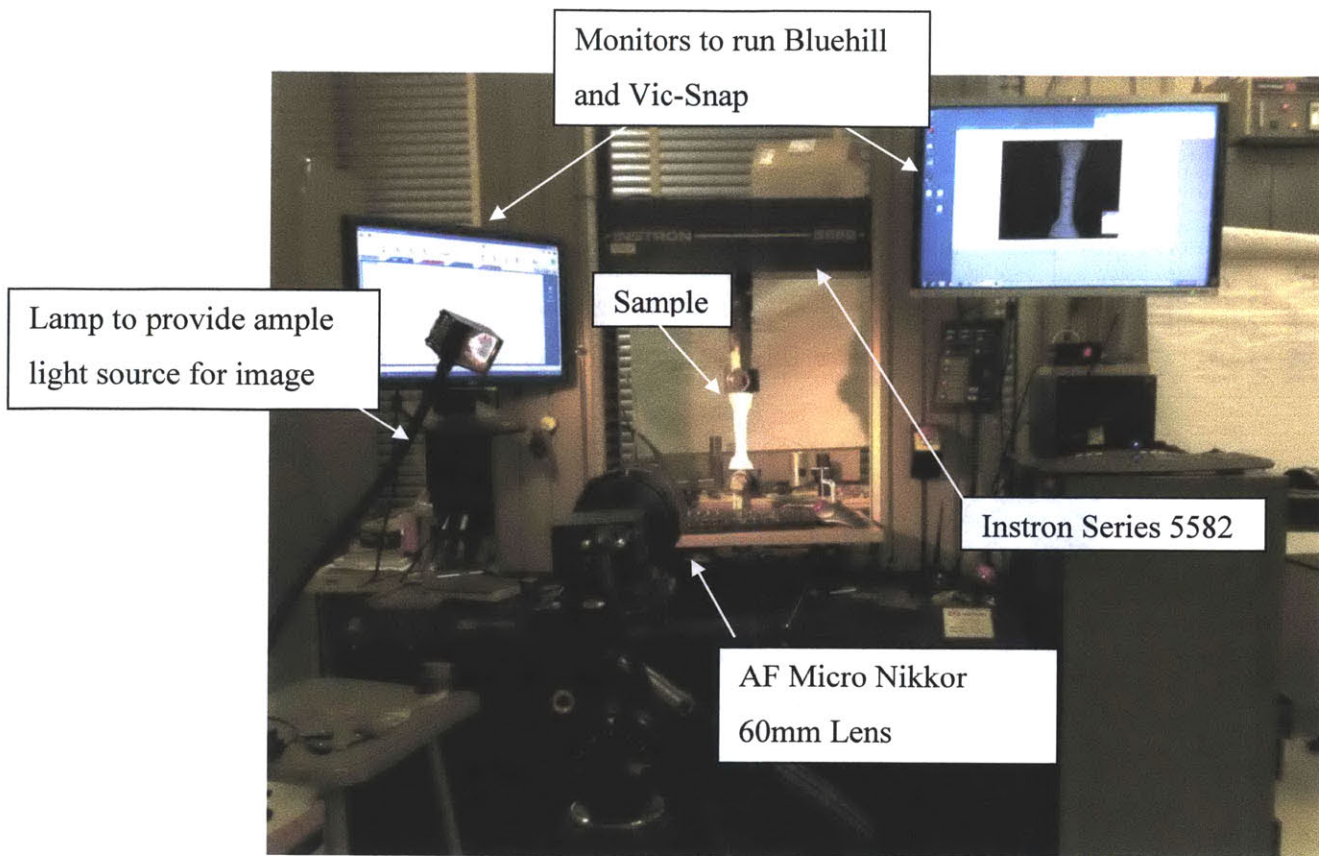 Monitors to run Bluehill
and Vic-Snap
INSTRON
Sample
Lamp to provide ample
light source for image
Instron Series 5582
AF Micro Nikkor
60mm Lens